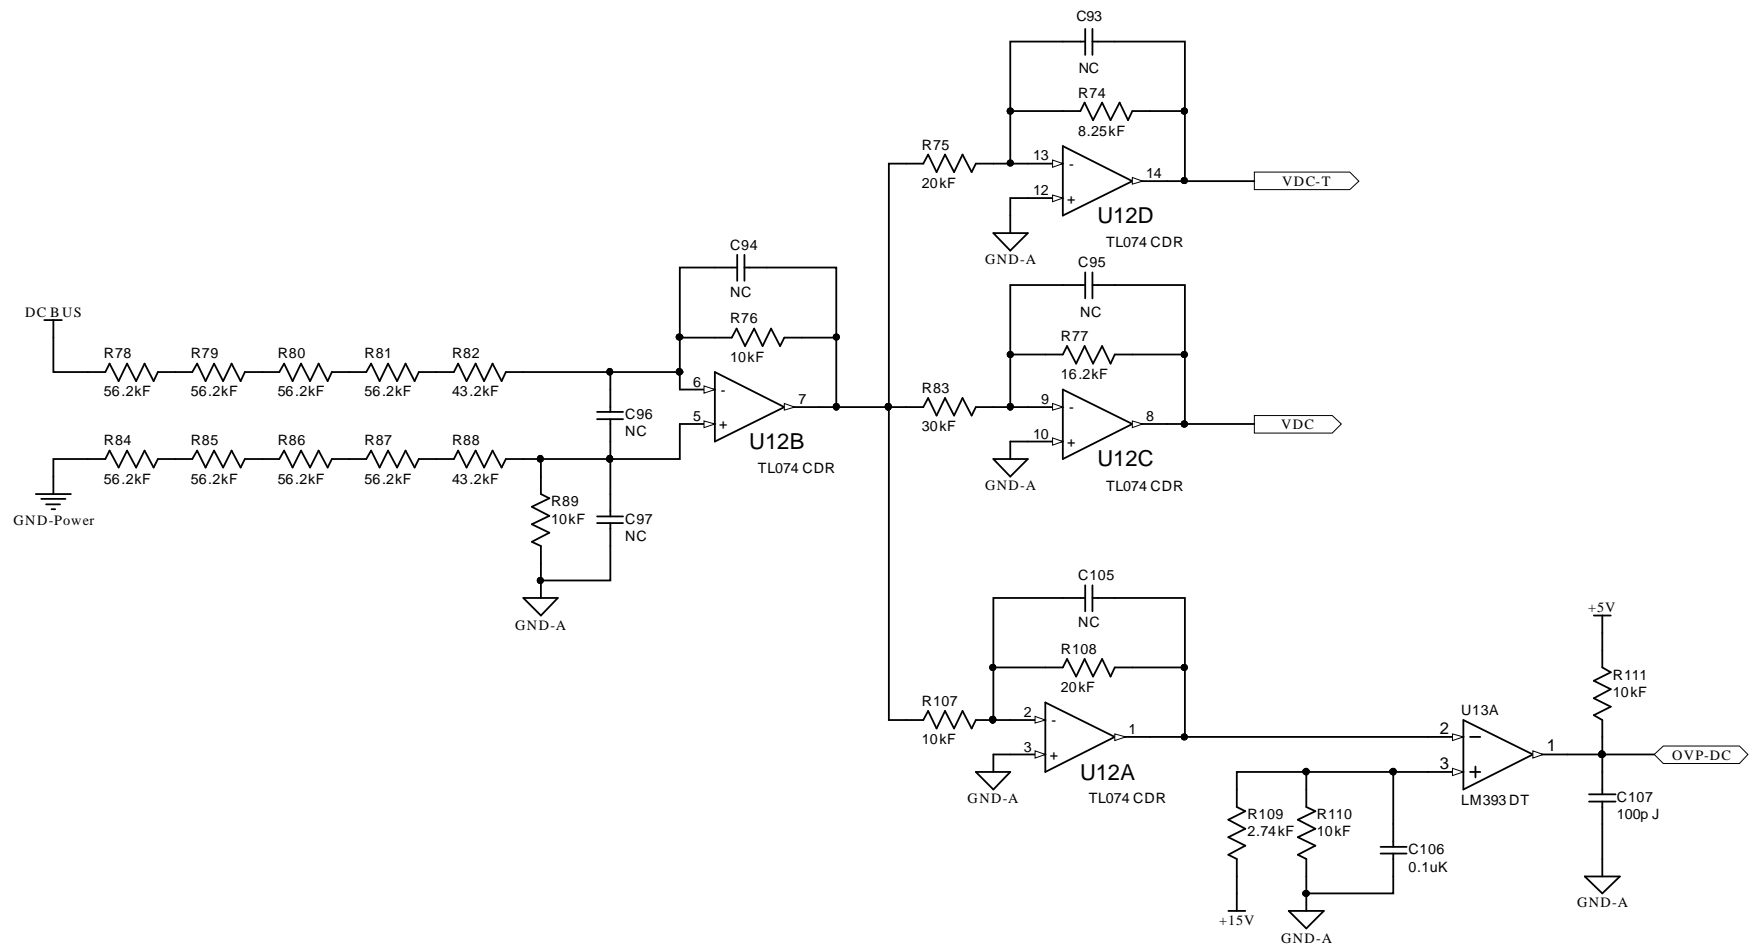 C93
NC
R74
8.25kF
R75
20kF
13
-
12
+
14
U12D
TL074 CDR
VDC-T
GND-A
C94
NC
R76
10kF
C95
NC
R77
16.2kF
DC BUS
R78
56.2kF
R79
56.2kF
R80
56.2kF
R81
56.2kF
R82
43.2kF
6
-
5
+
7
U12B
TL074 CDR
C96
NC
R83
30kF
9
-
10
+
8
U12C
TL074 CDR
VDC
GND-A
R84
56.2kF
R85
56.2kF
R86
56.2kF
R87
56.2kF
R88
43.2kF
GND-Power
R89
10kF
C97
NC
GND-A
C105
NC
R108
20kF
R107
10kF
2
-
3
+
1
U12A
TL074 CDR
GND-A
+5V
R111
10kF
U13A
2
-
3
+
1
LM393 DT
OVP-DC
R109
2.74kF
R110
10kF
C106
0.1uK
C107
100p J
+15V
GND-A
GND-A